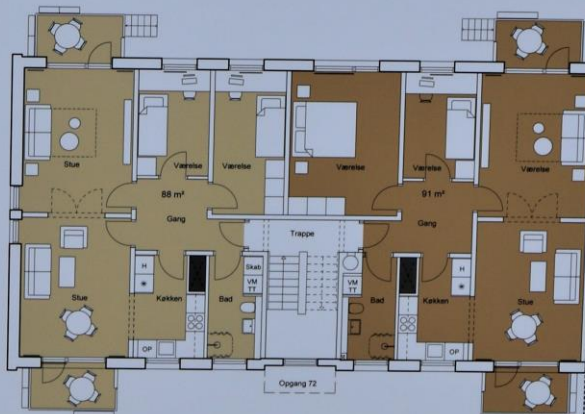 Stue
Værelse
Værelse
Værelse
Værelse
Værelse
88 m²
91 m²
Gang
Gang
Trappe
Stue
H
Køkken
OP
Bad
Skab
VM
TT
VM
TT
Bad
Køkken
H
OP
Stue
Opgang 72